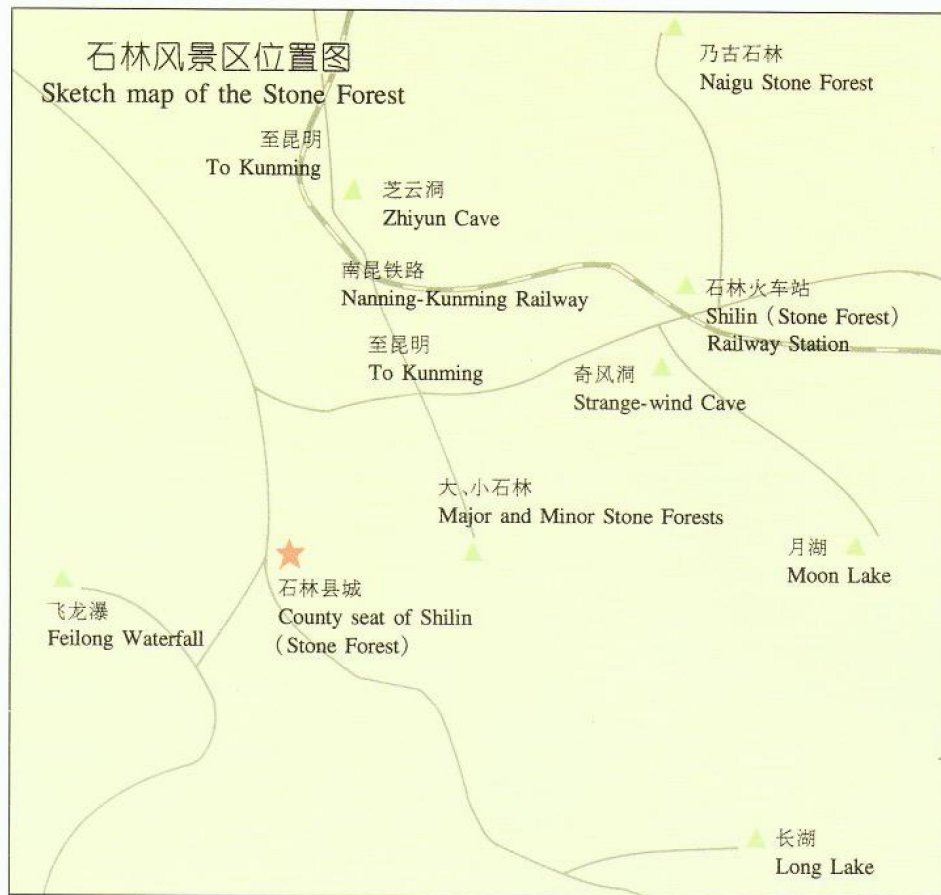 石林风景区位置图
Sketch map of the Stone Forest
乃古石林
Naigu Stone Forest
至昆明
To Kunming
芝云洞
Zhiyun Cave
南昆铁路
Nanning-Kunming Railway
石林火车站
Shilin（Stone Forest）
Railway Station
至昆明
To Kunming
奇风洞
Strange-wind Cave
大、小石林
Major and Minor Stone Forests
月湖
Moon Lake
石林县城
County seat of Shilin
（Stone Forest）
飞龙瀑
Feilong Waterfall
长湖
Long Lake